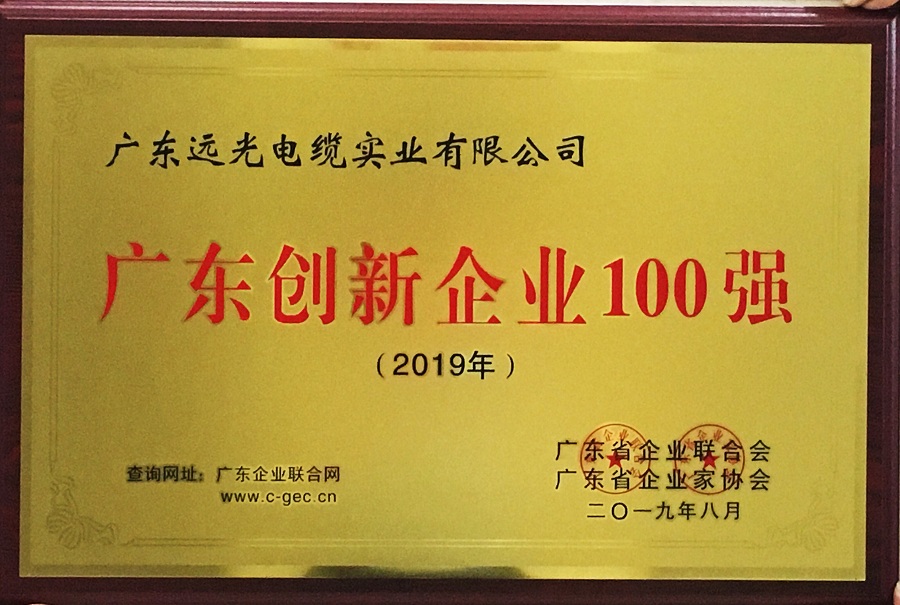 广东远光电缆实业有限公司
广东创新企业100强
（2019年）
查询网址：广东企业联合网
www.c-gec.cn
广东省企业联合会
广东省企业家协会
二〇一九年八月